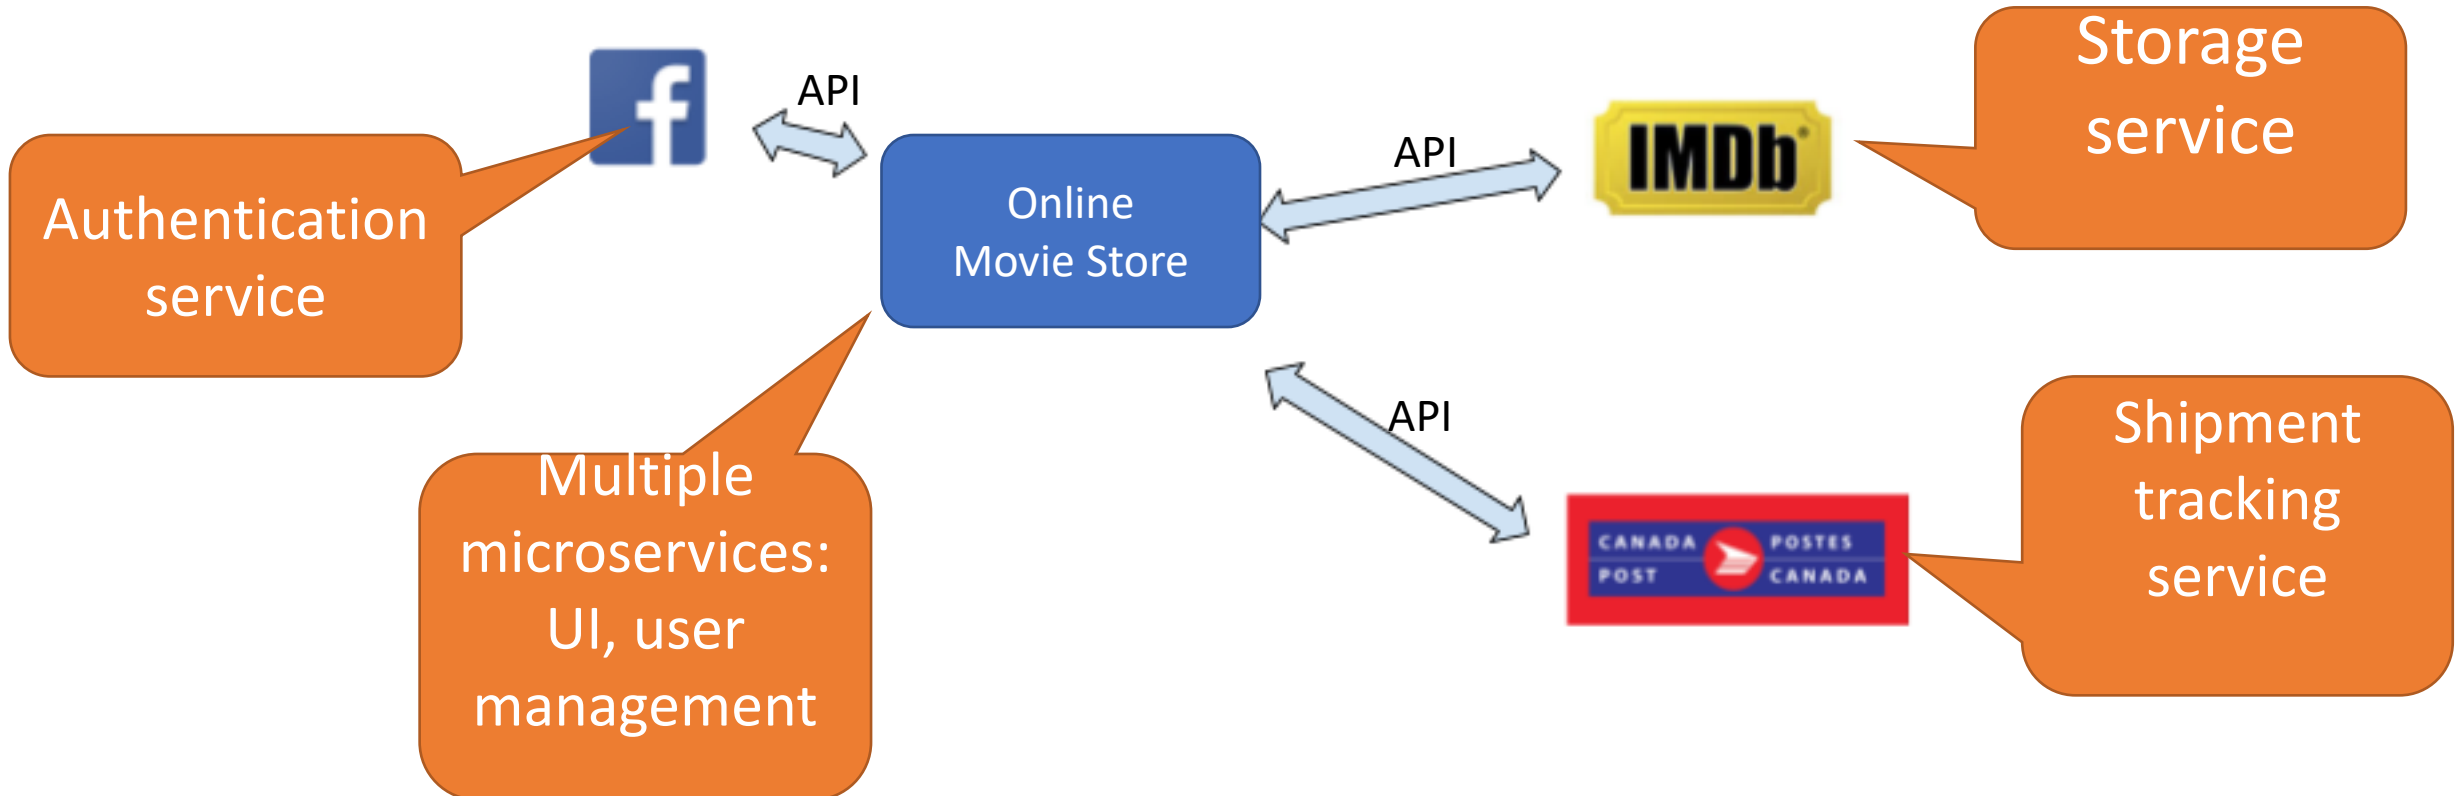 API
Authentication
service
Online
Movie Store
API
IMDb
Storage
service
Multiple
microservices:
UI, user
management
API
CANADA POSTES
POST CANADA
Shipment
tracking
service